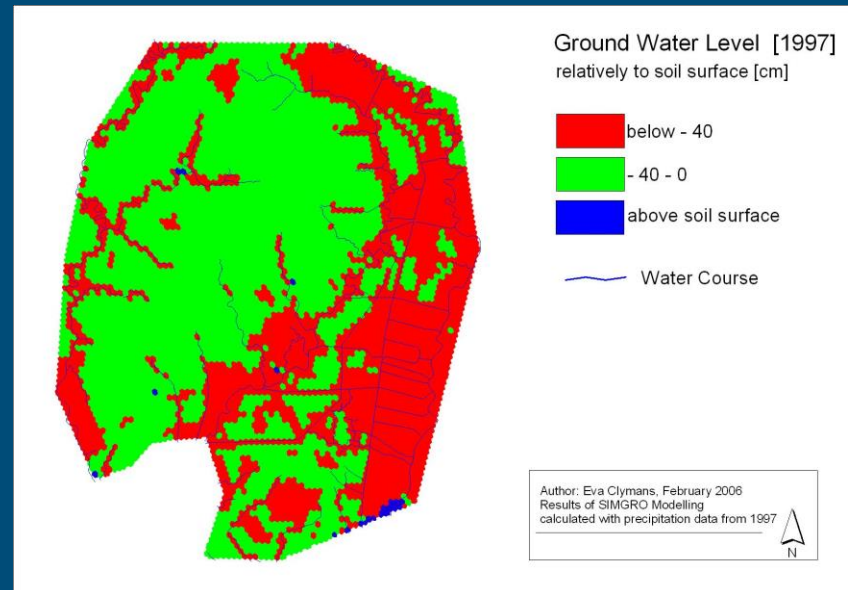 Ground Water Level [1997]
relatively to soil surface [cm]
below - 40
- 40 - 0
above soil surface
Water Course
Author: Eva Clymans, February 2006
Results of SIMGRO Modelling
calculated with precipitation data from 1997
N